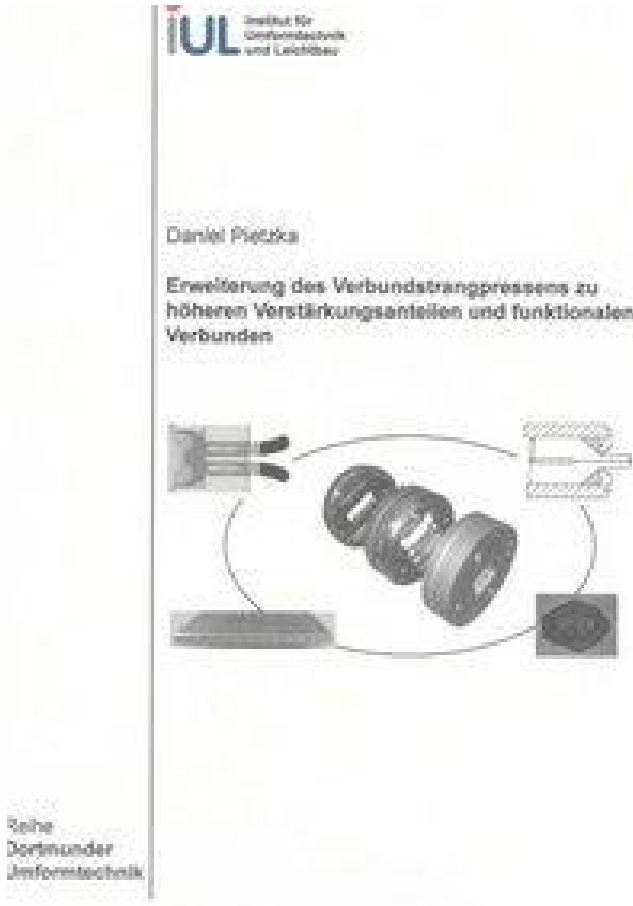 iUL
Institut für
Umformtechnik
und Leichtbau
Daniel Pietzka
Erweiterung des Verbundstrangpressens zu
höheren Verstärkungsanteilen und funktionalen
Verbunden
Reihe
Dortmunder
Umformtechnik